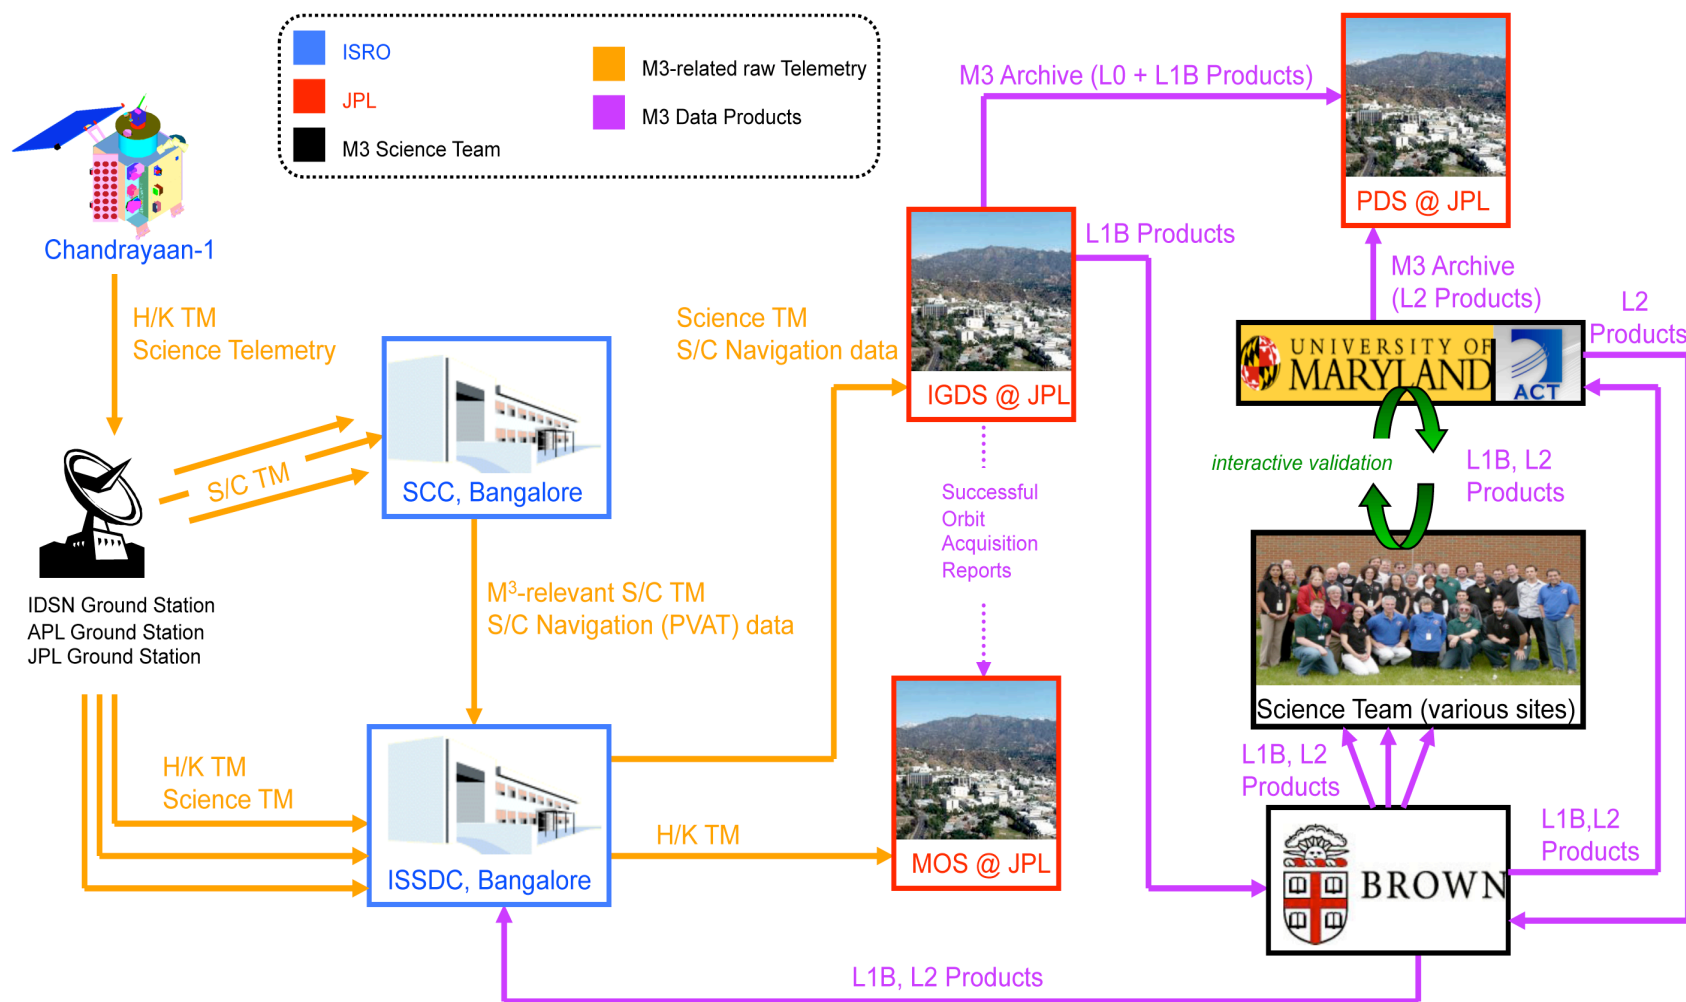 ISRO
JPL
M3 Science Team
M3-related raw Telemetry
M3 Data Products
Chandrayaan-1
H/K TM
Science Telemetry
S/C TM
SCC, Bangalore
IDSN Ground Station
APL Ground Station
JPL Ground Station
M³-relevant S/C TM
S/C Navigation (PVAT) data
H/K TM
Science TM
ISSDC, Bangalore
Science TM
S/C Navigation data
H/K TM
IGDS @ JPL
Successful
Orbit
Acquisition
Reports
MOS @ JPL
M3 Archive (L0 + L1B Products)
L1B Products
PDS @ JPL
M3 Archive
(L2 Products)
L2
Products
UNIVERSITY OF
MARYLAND
ACT
interactive validation
L1B, L2
Products
Science Team (various sites)
L1B, L2
Products
L1B,L2
Products
BROWN
L1B, L2 Products